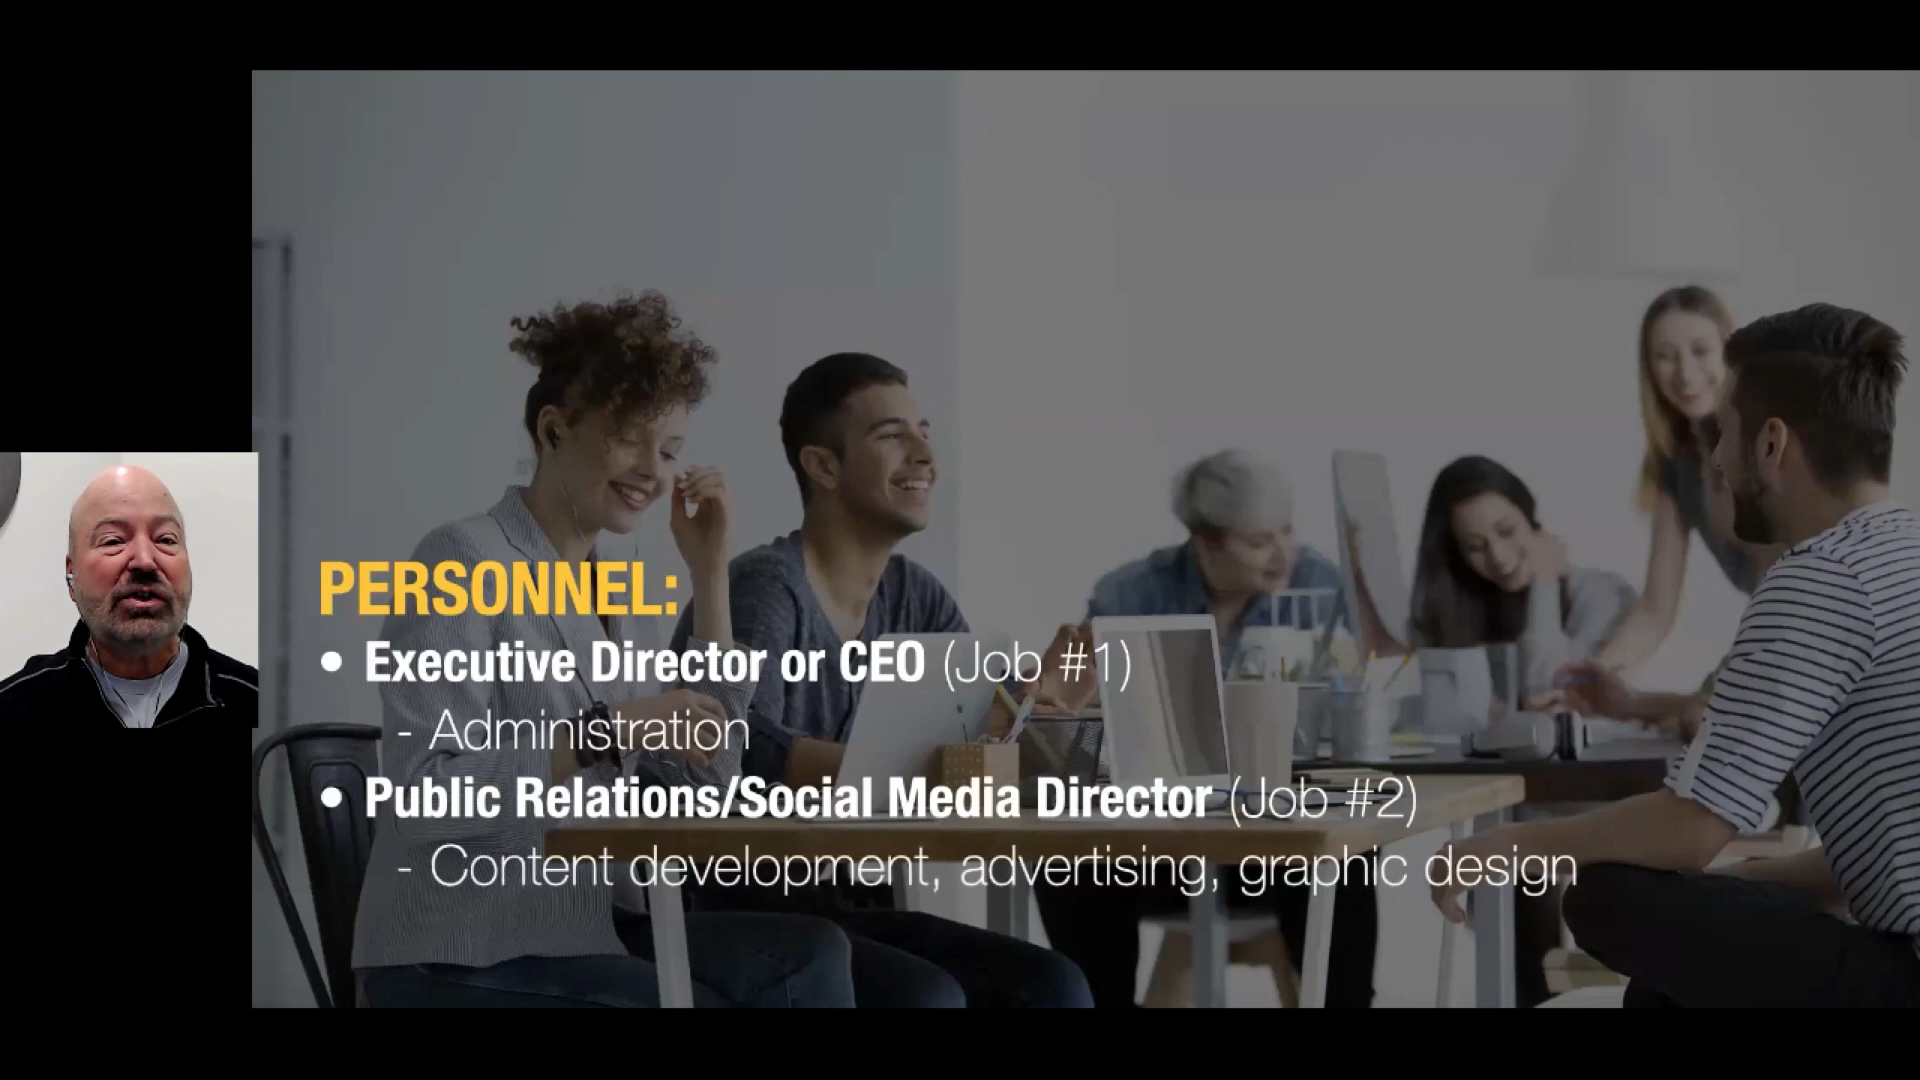 PERSONNEL:
• Executive Director or CEO (Job #1)
- Administration
• Public Relations/Social Media Director (Job #2)
- Content development, advertising, graphic design